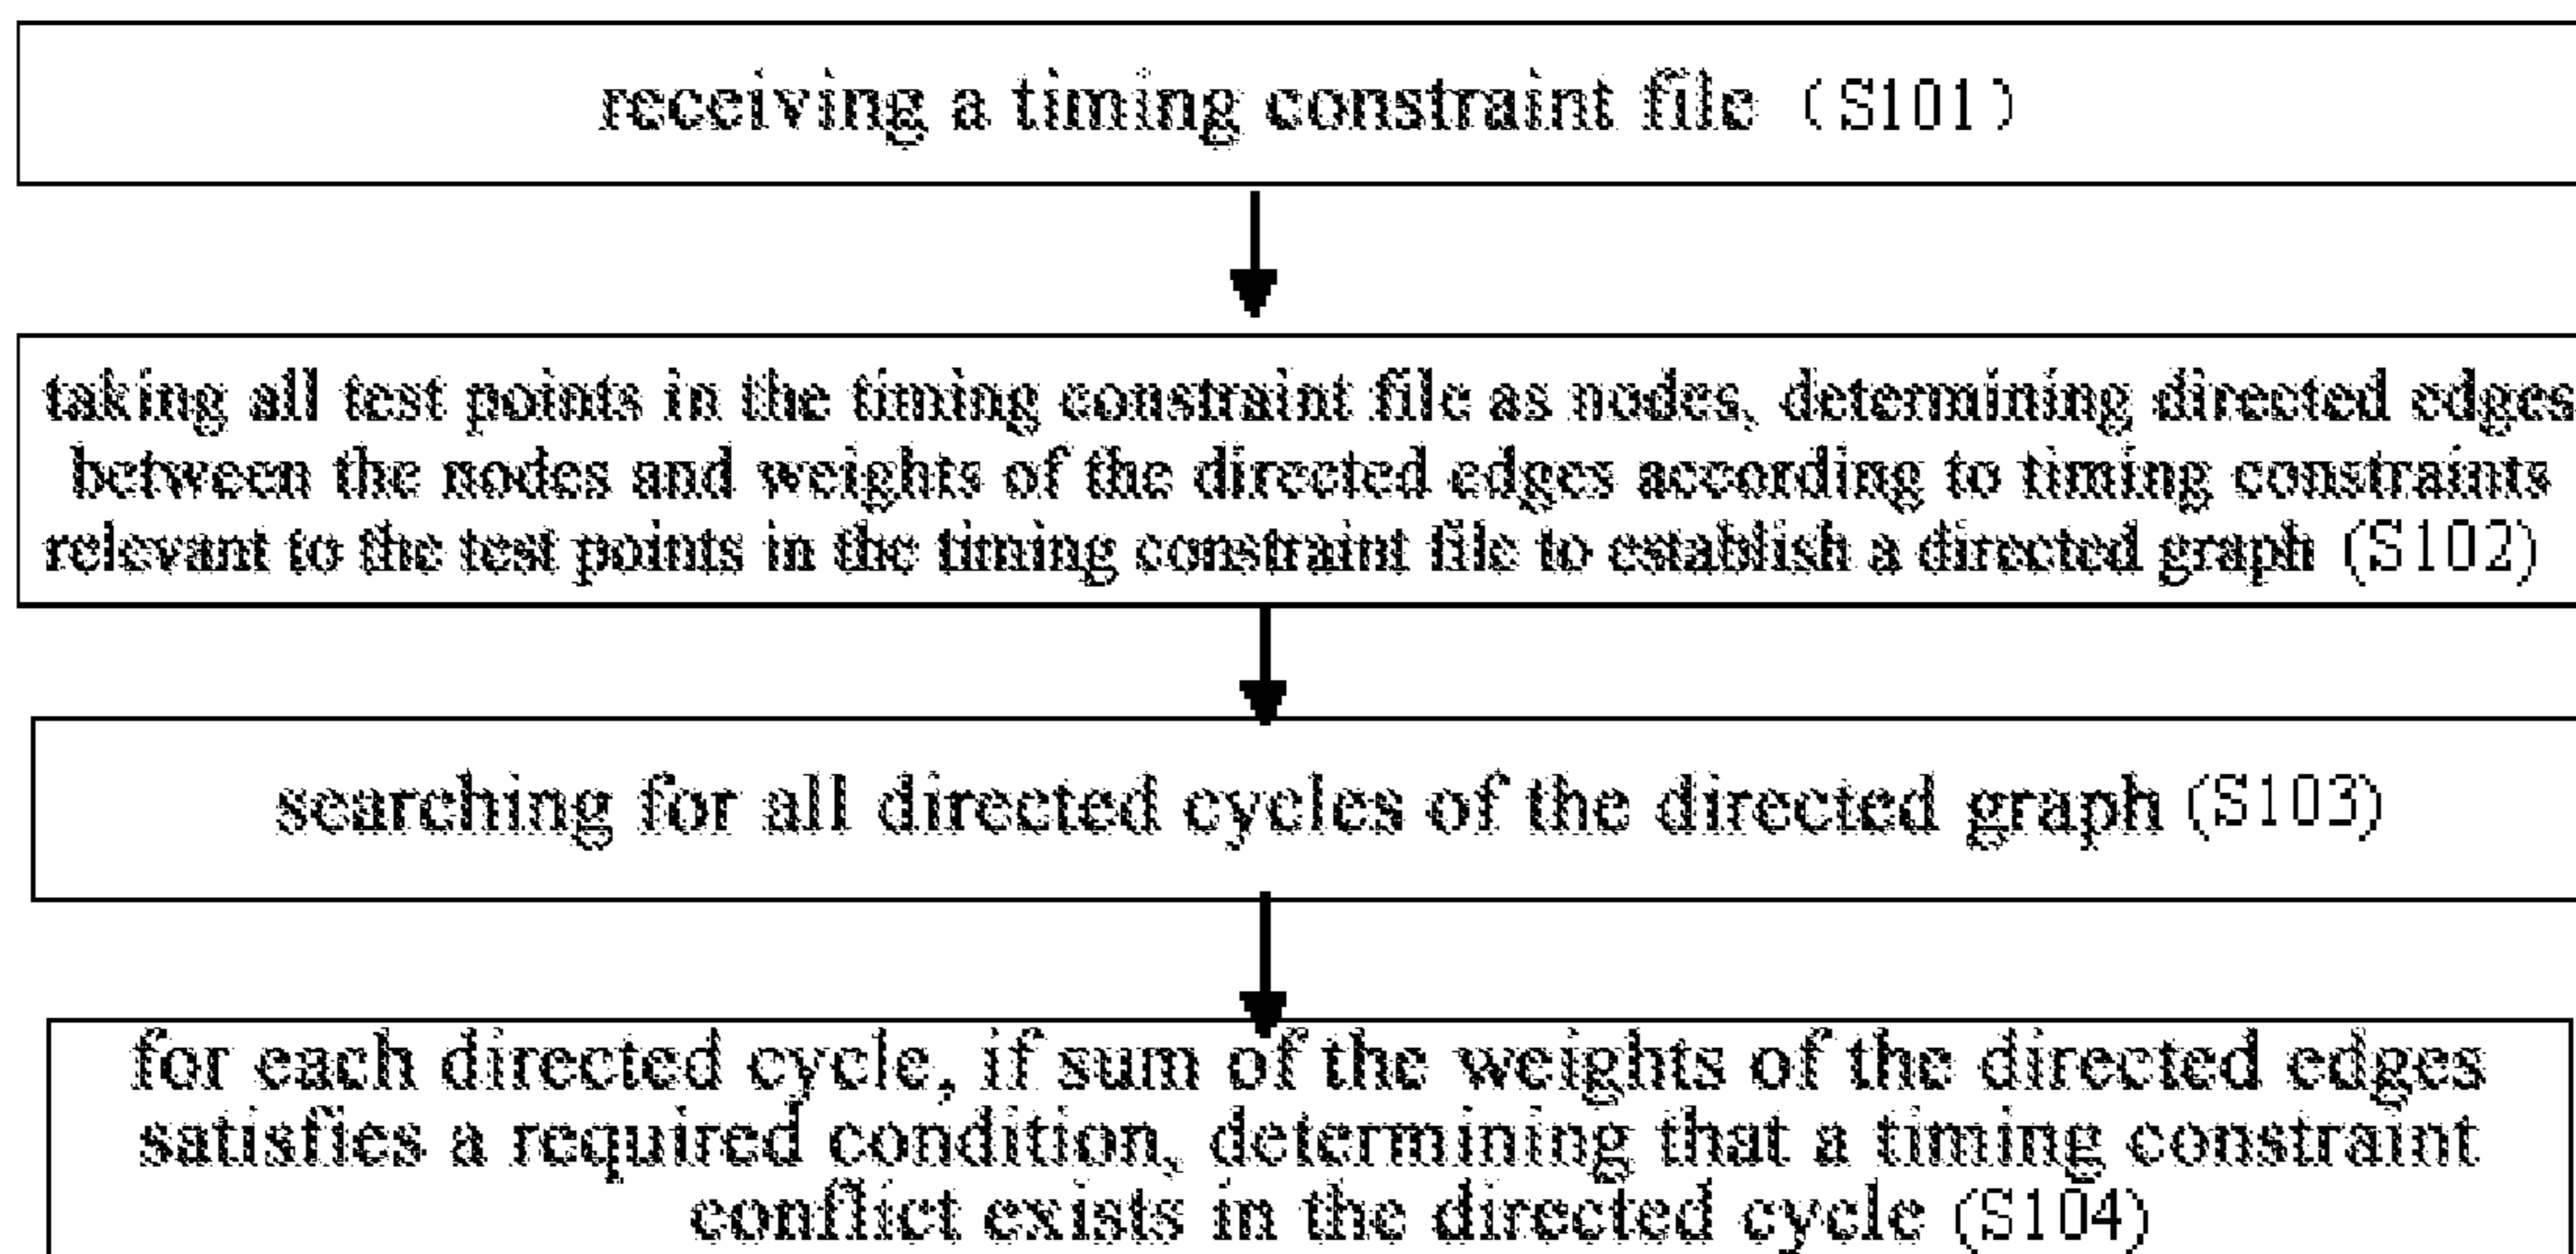 receiving a timing constraint file (S101)
taking all test points in the timing constraint file as nodes, determining directed edges
between the nodes and weights of the directed edges according to timing constraints
relevant to the test points in the timing constraint file to establish a directed graph (S102)
searching for all directed cycles of the directed graph (S103)
for each directed cycle, if sum of the weights of the directed edges
satisfies a required condition, determining that a timing constraint
conflict exists in the directed cycle (S104)